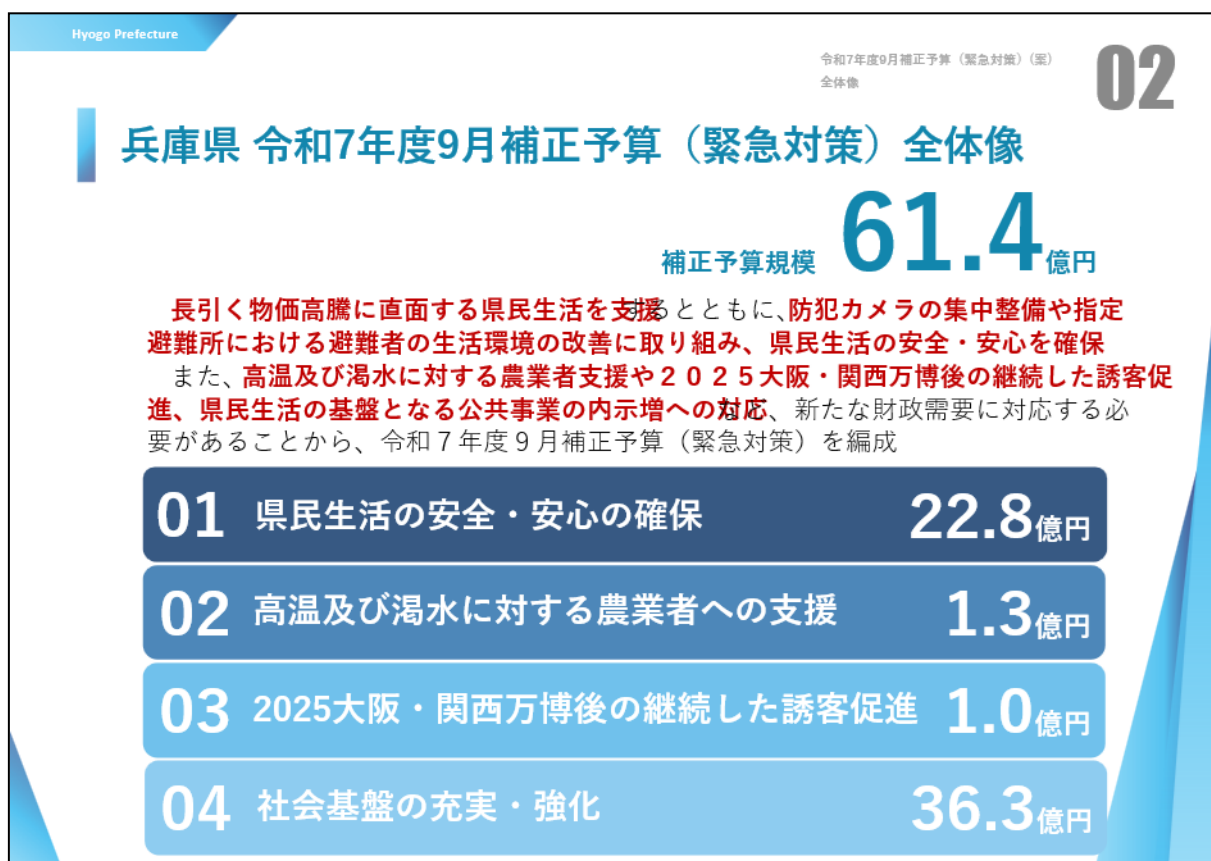 Hyogo Prefecture
令和7年度9月補正予算（緊急対策）（案）
全体像
02
兵庫県 令和7年度9月補正予算（緊急対策）全体像
補正予算規模 61.4億円
長引く物価高騰に直面する県民生活を支援するとともに、防犯カメラの集中整備や指定
避難所における避難者の生活環境の改善に取り組み、県民生活の安全・安心を確保
また、高温及び渇水に対する農業者支援や２０２５大阪・関西万博後の継続した誘客促
進、県民生活の基盤となる公共事業の内示増への対応など、新たな財政需要に対応する必
要があることから、令和７年度９月補正予算（緊急対策）を編成
01 県民生活の安全・安心の確保 22.8億円
02 高温及び渇水に対する農業者への支援 1.3億円
03 2025大阪・関西万博後の継続した誘客促進 1.0億円
04 社会基盤の充実・強化 36.3億円